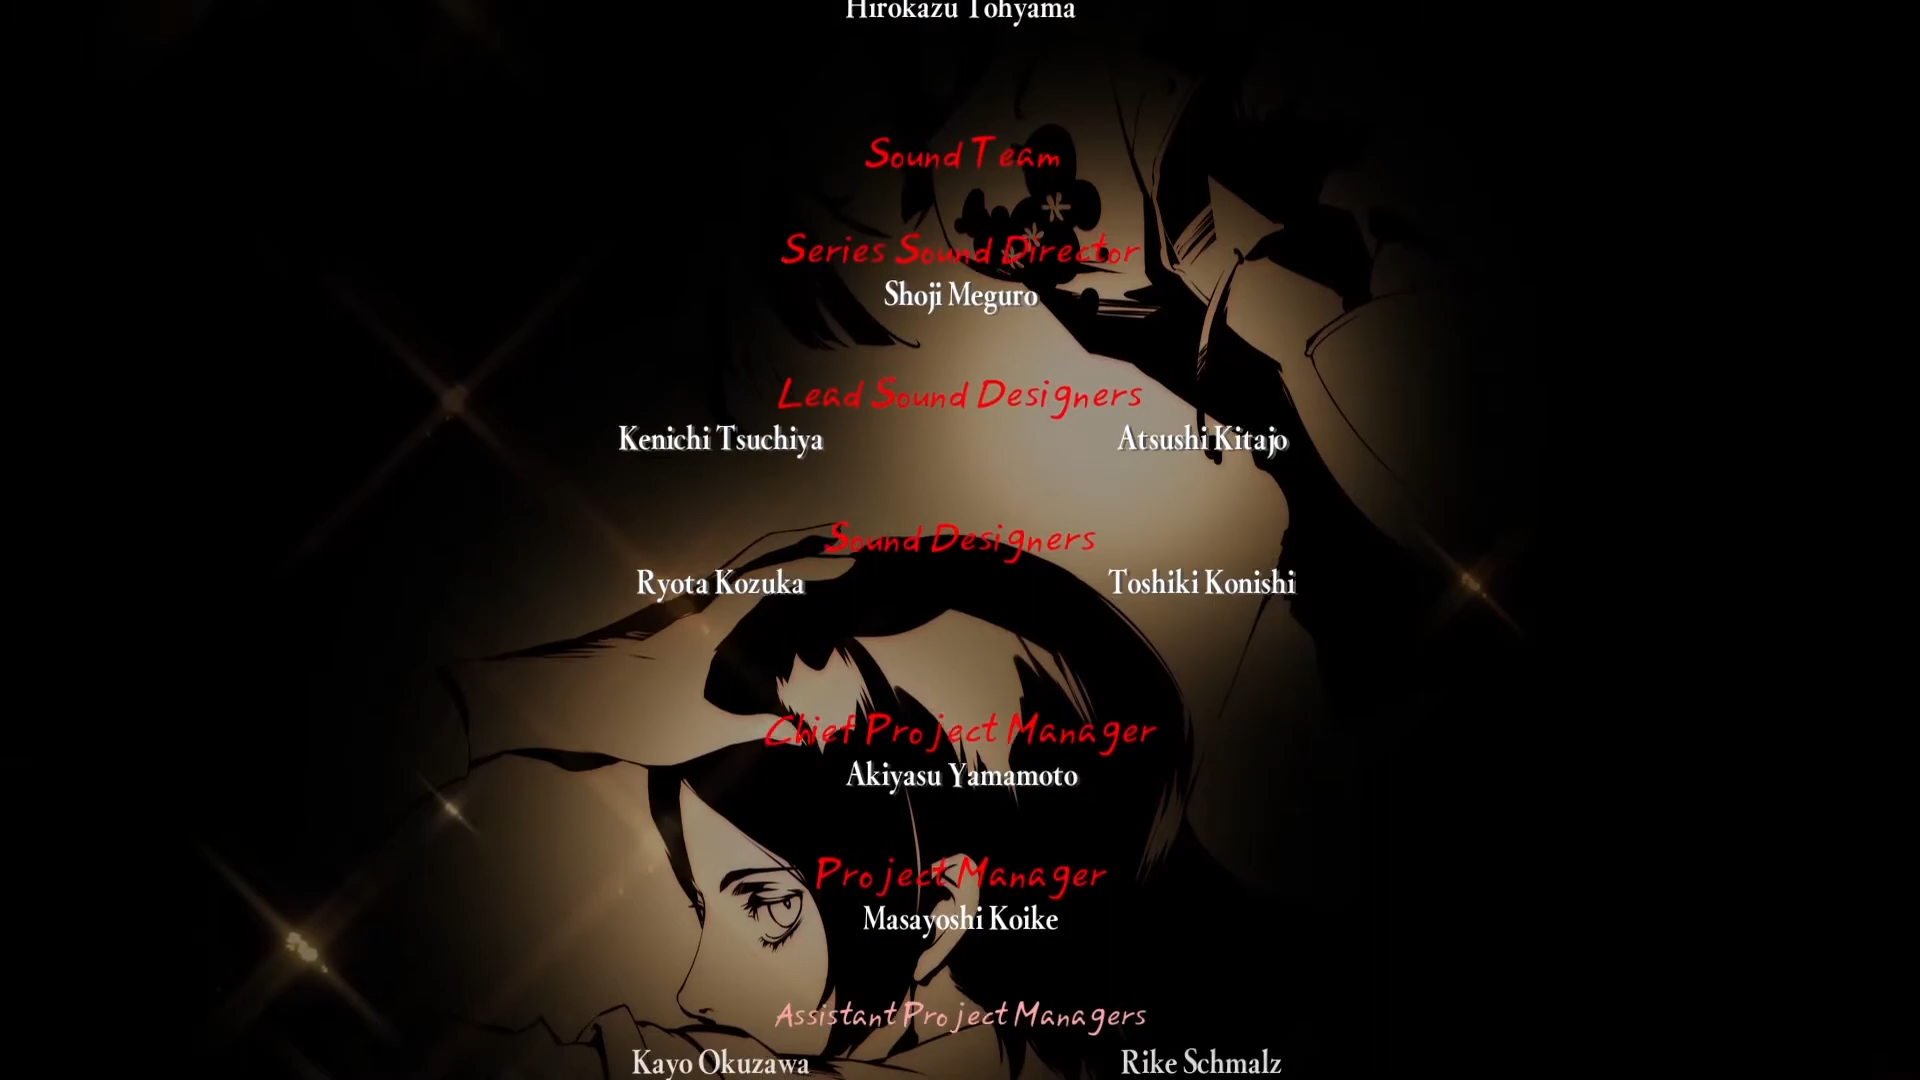 Hirokazu Tohyama
Sound Team
Series Sound Director
Shoji Meguro
Lead Sound Designers
Kenichi Tsuchiya Atsushi Kitajo
Sound Designers
Ryota Kozuka Toshiki Konishi
Chief Project Manager
Akiyasu Yamamoto
Project Manager
Masayoshi Koike
Assistant Project Managers
Kayo Okuzawa Rike Schmalz